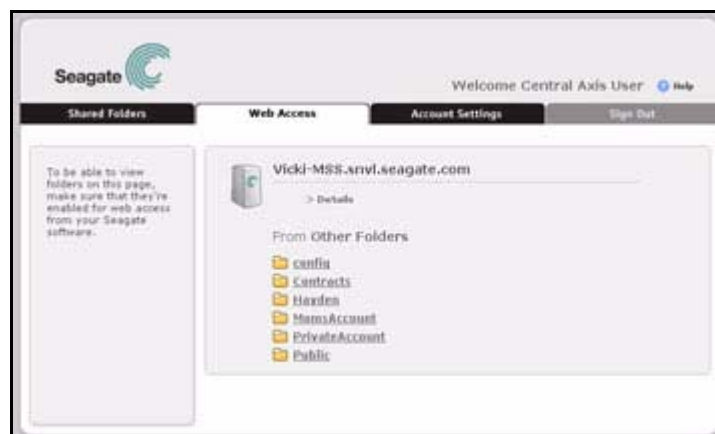 Seagate
Welcome Central Axis User
Help
Shared Folders
Web Access
Account Settings
Sign Out
To be able to view
folders on this page,
make sure that they're
enabled for web access
from your Seagate
software.
Vicki-MSS.snvl.seagate.com
> Details
From Other Folders
config
Contracts
Hayden
MomsAccount
PrivateAccount
Public